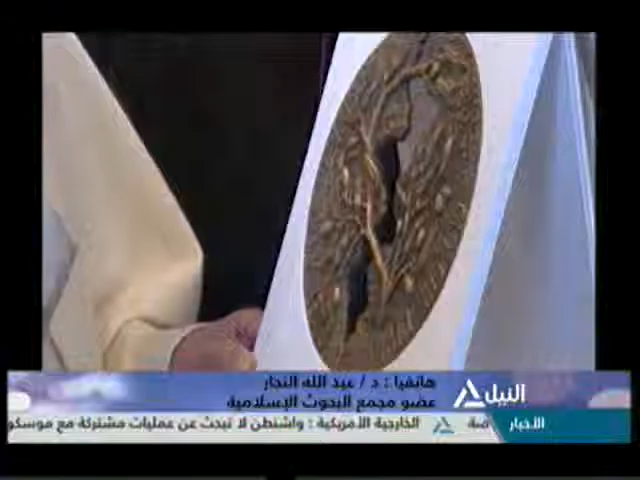 هاتفيا : د / عبد الله النجار
عضو مجمع البحوث الإسلامية
النيل
الأخبار
الخارجية الأمريكية : واشنطن لا تبحث عن عمليات مشتركة مع موسكو